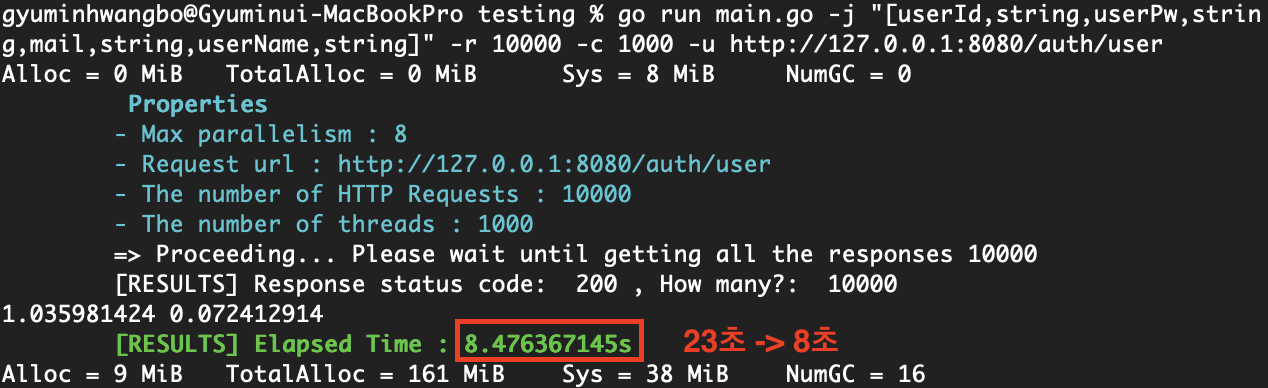 gyuminhwangbo@Gyuminui-MacBookPro testing % go run main.go -j "[userId,string,userPw,strin
g,mail,string,userName,string]" -r 10000 -c 1000 -u http://127.0.0.1:8080/auth/user
Alloc = 0 MiB TotalAlloc = 0 MiB Sys = 8 MiB NumGC = 0
Properties
- Max parallelism : 8
- Request url : http://127.0.0.1:8080/auth/user
- The number of HTTP Requests : 10000
- The number of threads : 1000
=> Proceeding... Please wait until getting all the responses 10000
[RESULTS] Response status code: 200 , How many?: 10000
1.035981424 0.072412914
[RESULTS] Elapsed Time : 8.476367145s 23초 -> 8초
Alloc = 9 MiB TotalAlloc = 161 MiB Sys = 38 MiB NumGC = 16